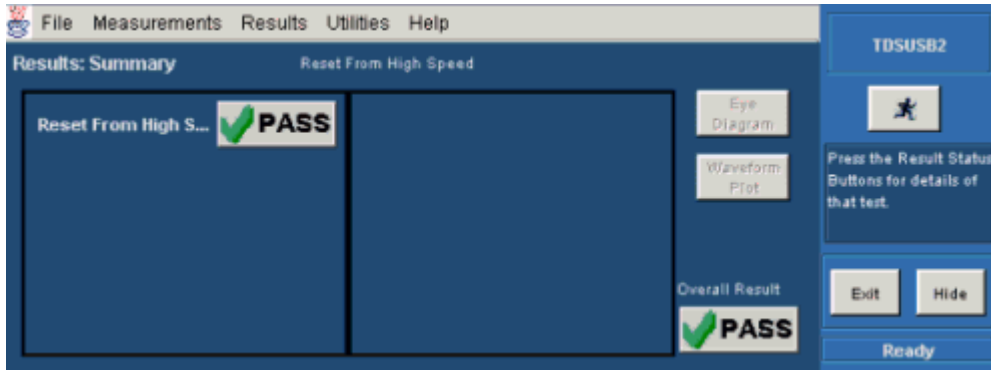 File Measurements Results Utilities Help
Results: Summary
Reset From High Speed
Reset From High S...
PASS
Eye
Diagram
Waveform
Plot
Overall Result
PASS
TDSUSB2
Press the Result Status
Buttons for details of
that test.
Exit
Hide
Ready